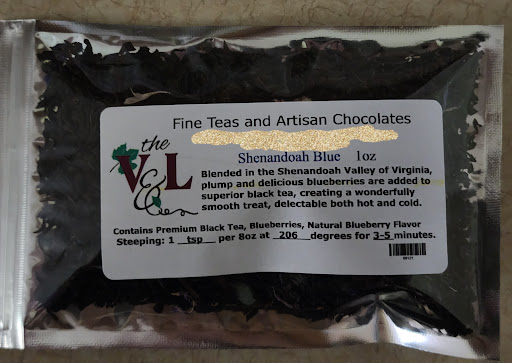 Fine Teas and Artisan Chocolates
the
V&L
Shenandoah Blue 1oz
Blended in the Shenandoah Valley of Virginia,
plump and delicious blueberries are added to
superior black tea, creating a wonderfully
smooth treat, delectable both hot and cold.
Contains Premium Black Tea, Blueberries, Natural Blueberry Flavor
Steeping: 1 __tsp__ per 8oz at _206_ degrees for 3-5 minutes.